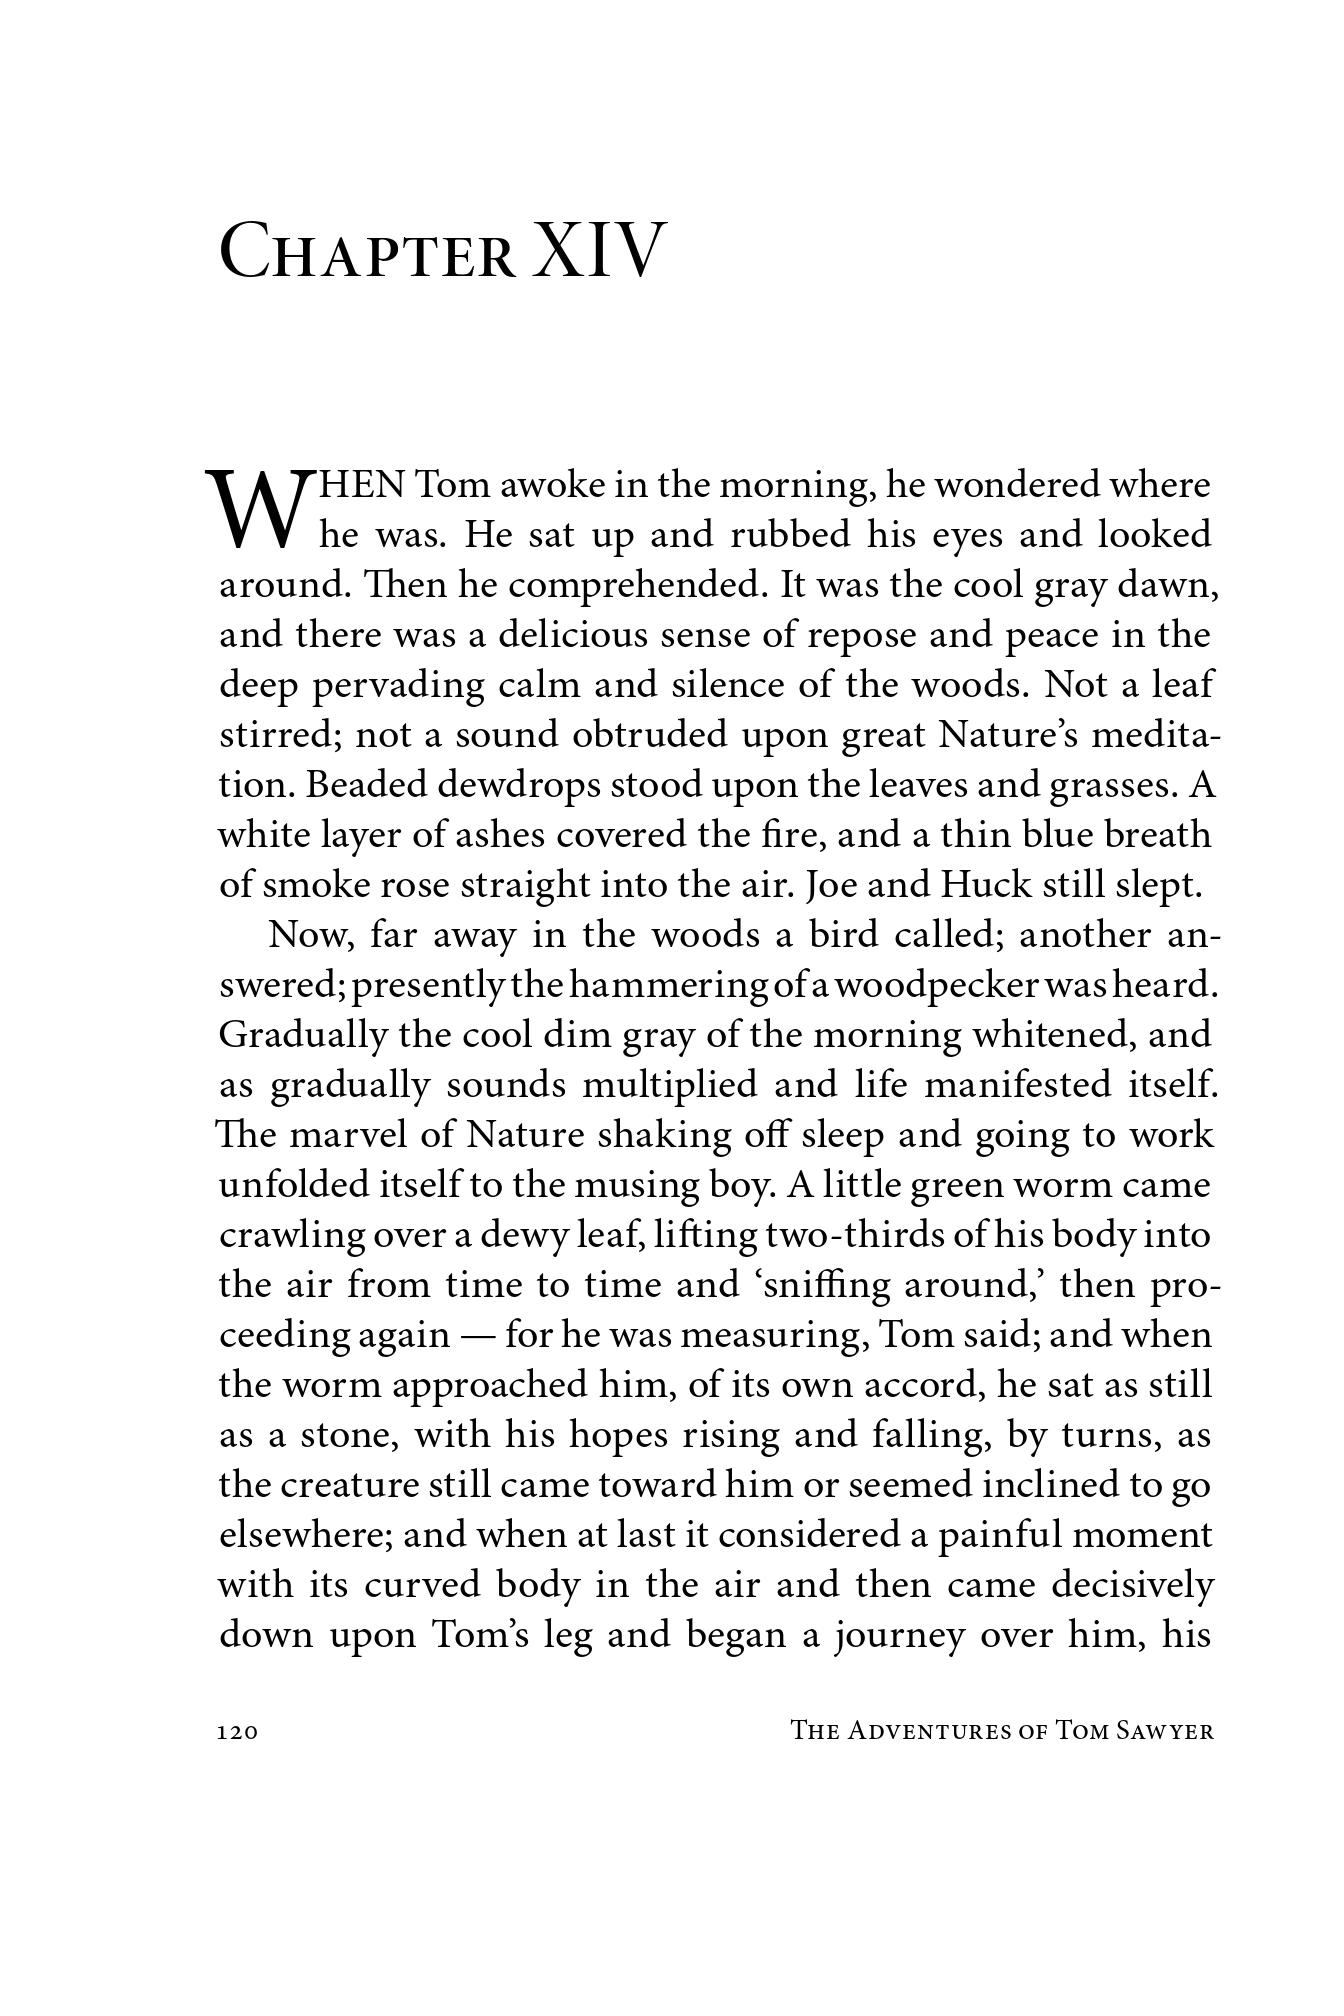 Chapter XIV
WHEN Tom awoke in the morning, he wondered where
he was. He sat up and rubbed his eyes and looked
around. Then he comprehended. It was the cool gray dawn,
and there was a delicious sense of repose and peace in the
deep pervading calm and silence of the woods. Not a leaf
stirred; not a sound obtruded upon great Nature’s medita-
tion. Beaded dewdrops stood upon the leaves and grasses. A
white layer of ashes covered the fire, and a thin blue breath
of smoke rose straight into the air. Joe and Huck still slept.
Now, far away in the woods a bird called; another an-
swered; presently the hammering of a woodpecker was heard.
Gradually the cool dim gray of the morning whitened, and
as gradually sounds multiplied and life manifested itself.
The marvel of Nature shaking off sleep and going to work
unfolded itself to the musing boy. A little green worm came
crawling over a dewy leaf, lifting two-thirds of his body into
the air from time to time and ‘sniffing around,’ then pro-
ceeding again — for he was measuring, Tom said; and when
the worm approached him, of its own accord, he sat as still
as a stone, with his hopes rising and falling, by turns, as
the creature still came toward him or seemed inclined to go
elsewhere; and when at last it considered a painful moment
with its curved body in the air and then came decisively
down upon Tom’s leg and began a journey over him, his
120 The Adventures of Tom Sawyer